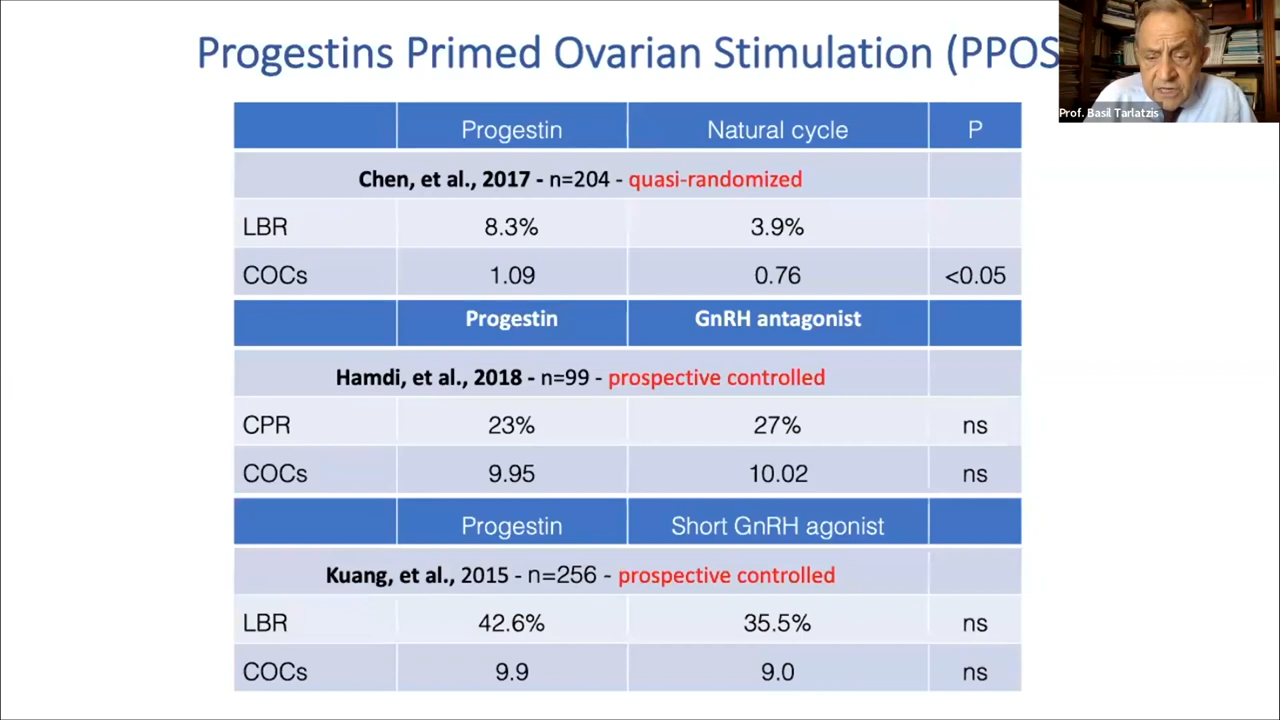 Progestins Primed Ovarian Stimulation (PPOS
Prof. Basil Tarlatzis
Progestin Natural cycle P
Chen, et al., 2017 - n=204 - quasi-randomized
LBR 8.3% 3.9%
COCs 1.09 0.76 <0.05
Progestin GnRH antagonist
Hamdi, et al., 2018 - n=99 - prospective controlled
CPR 23% 27% ns
COCs 9.95 10.02 ns
Progestin Short GnRH agonist
Kuang, et al., 2015 - n=256 - prospective controlled
LBR 42.6% 35.5% ns
COCs 9.9 9.0 ns